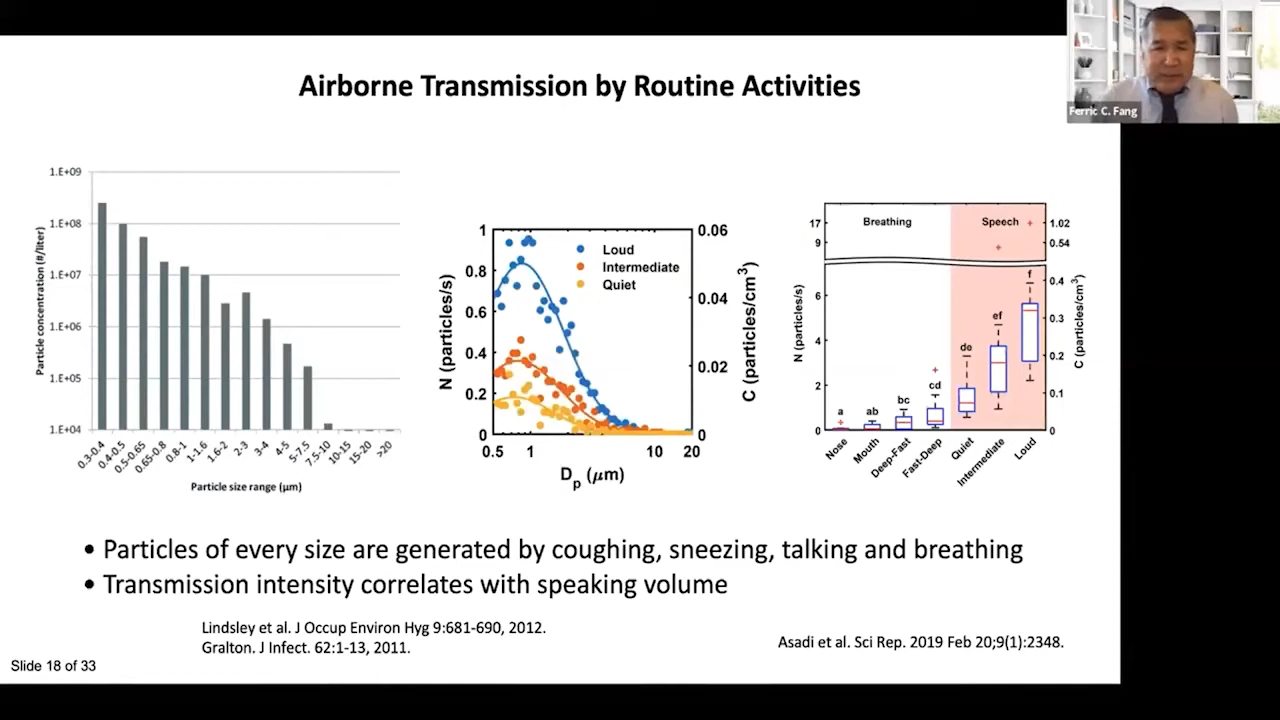 Ferric C. Fang
Airborne Transmission by Routine Activities
1.E+09
1.E+08
1.E+07
1.E+06
1.E+05
1.E+04
Particle concentration (#/liter)
0.3-0.4
0.4-0.5
0.5-0.65
0.65-0.8
0.8-1
1-1.6
1.6-2
2-3
3-4
4-5
5-7.5
7.5-10
10-15
15-20
>20
Particle size range (µm)
1
0.8
0.6
0.4
0.2
0
N (particles/s)
Loud
Intermediate
Quiet
0.06
0.04
0.02
0
C (particles/cm³)
0.5
1
10
20
Dp (µm)
17
9
6
4
2
0
N (particles/s)
Breathing
Speech
a
ab
bc
cd
de
ef
f
1.02
0.54
0.4
0.3
0.2
0.1
0
C (particles/cm³)
Nose
Mouth
Deep-Fast
Fast-Deep
Quiet
Intermediate
Loud
• Particles of every size are generated by coughing, sneezing, talking and breathing
• Transmission intensity correlates with speaking volume
Lindsley et al. J Occup Environ Hyg 9:681-690, 2012.
Gralton. J Infect. 62:1-13, 2011.
Asadi et al. Sci Rep. 2019 Feb 20;9(1):2348.
Slide 18 of 33